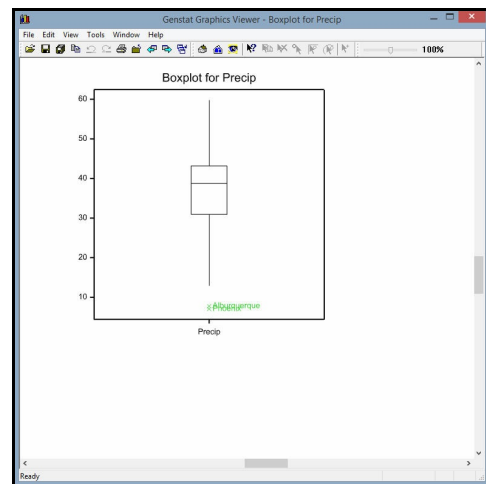 Genstat Graphics Viewer - Boxplot for Precip
File Edit View Tools Window Help
100%
Boxplot for Precip
60
50
40
30
20
10
Alburquerque
Phoenix
Precip
Ready